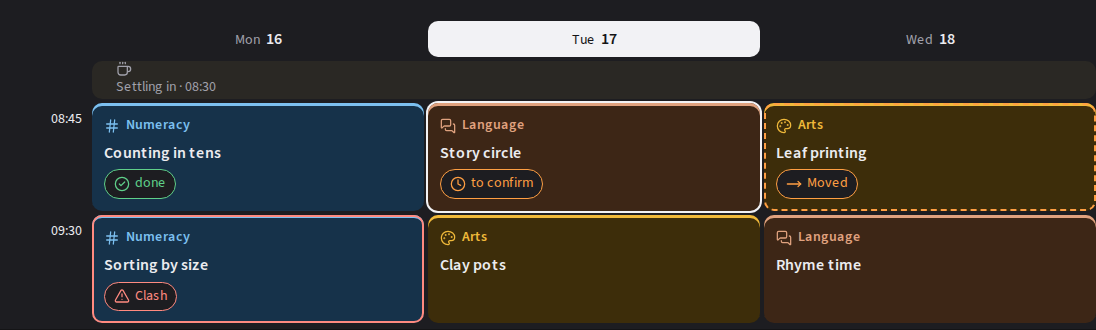 Mon 16
Tue 17
Wed 18
Settling in · 08:30
08:45
Numeracy
Counting in tens
done
Language
Story circle
to confirm
Arts
Leaf printing
Moved
09:30
Numeracy
Sorting by size
Clash
Arts
Clay pots
Language
Rhyme time